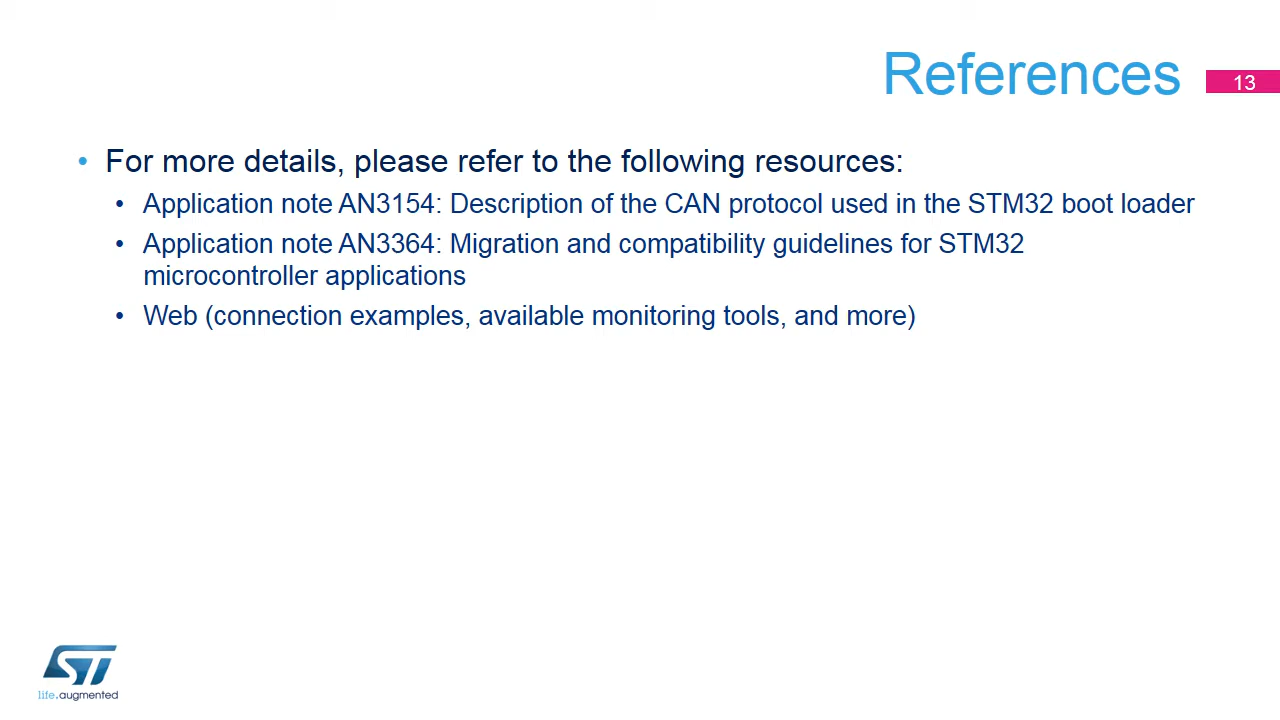 References
13
• For more details, please refer to the following resources:
• Application note AN3154: Description of the CAN protocol used in the STM32 boot loader
• Application note AN3364: Migration and compatibility guidelines for STM32
microcontroller applications
• Web (connection examples, available monitoring tools, and more)
ST
life.augmented